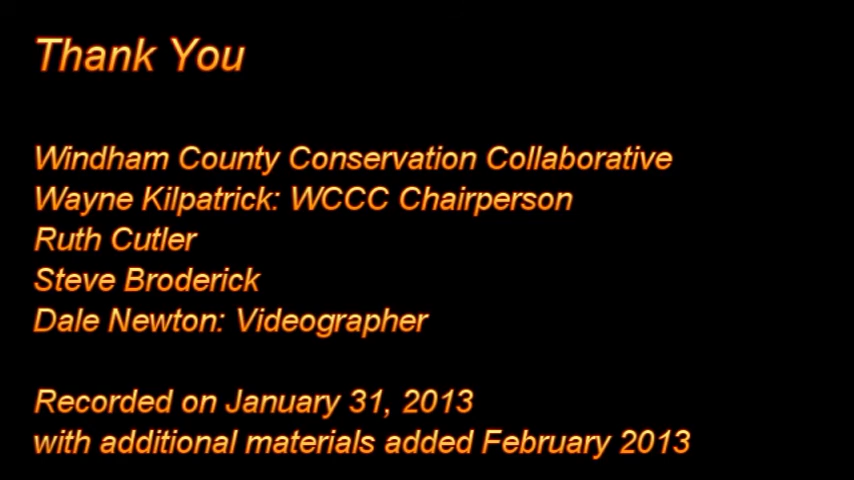 Thank You
Windham County Conservation Collaborative
Wayne Kilpatrick: WCCC Chairperson
Ruth Cutler
Steve Broderick
Dale Newton: Videographer
Recorded on January 31, 2013
with additional materials added February 2013